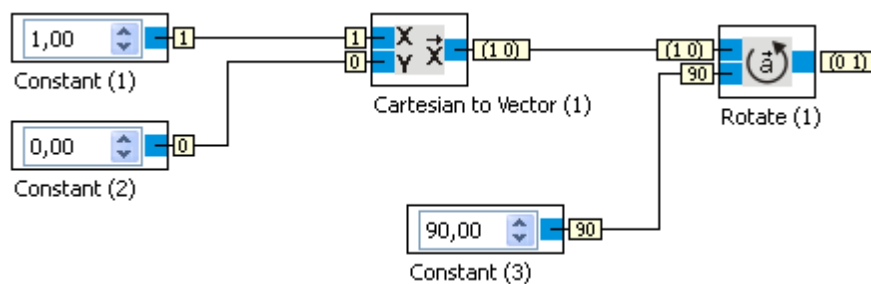 1,00
1
Constant (1)
0,00
0
Constant (2)
1
0
X
Y
X
(1 0)
Cartesian to Vector (1)
90,00
90
Constant (3)
(1 0)
90
a
(0 1)
Rotate (1)